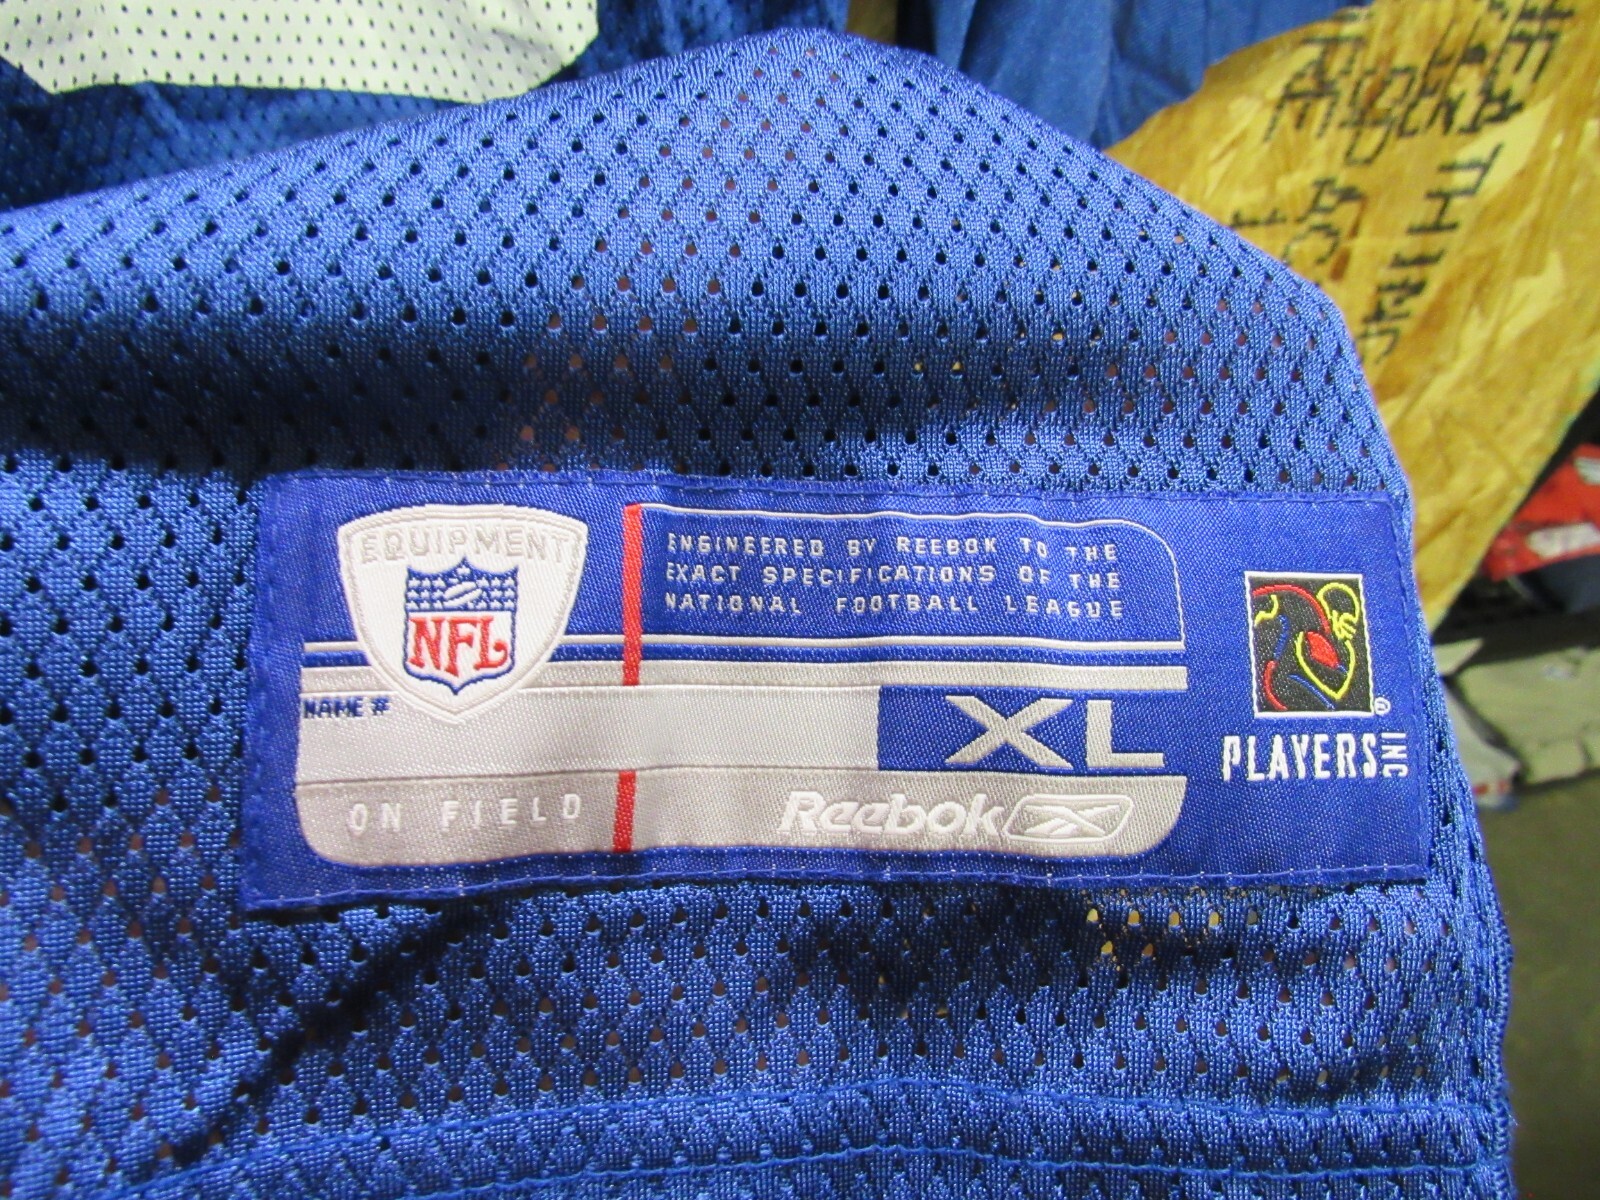 EQUIPMENT
NFL
ENGINEERED BY REEBOK TO THE
EXACT SPECIFICATIONS OF THE
NATIONAL FOOTBALL LEAGUE
NAME #
XL
ON FIELD
Reebok
®
PLAYERS INC
THING